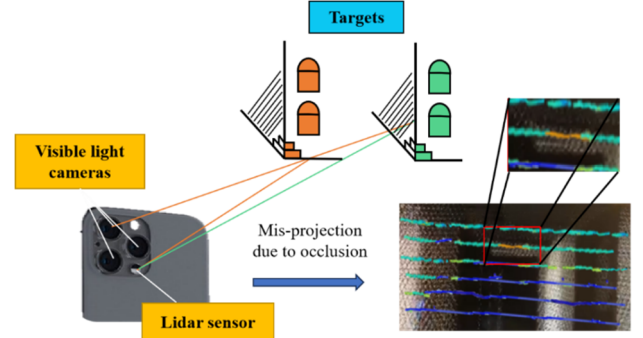 Targets
Visible light
cameras
Mis-projection
due to occlusion
Lidar sensor